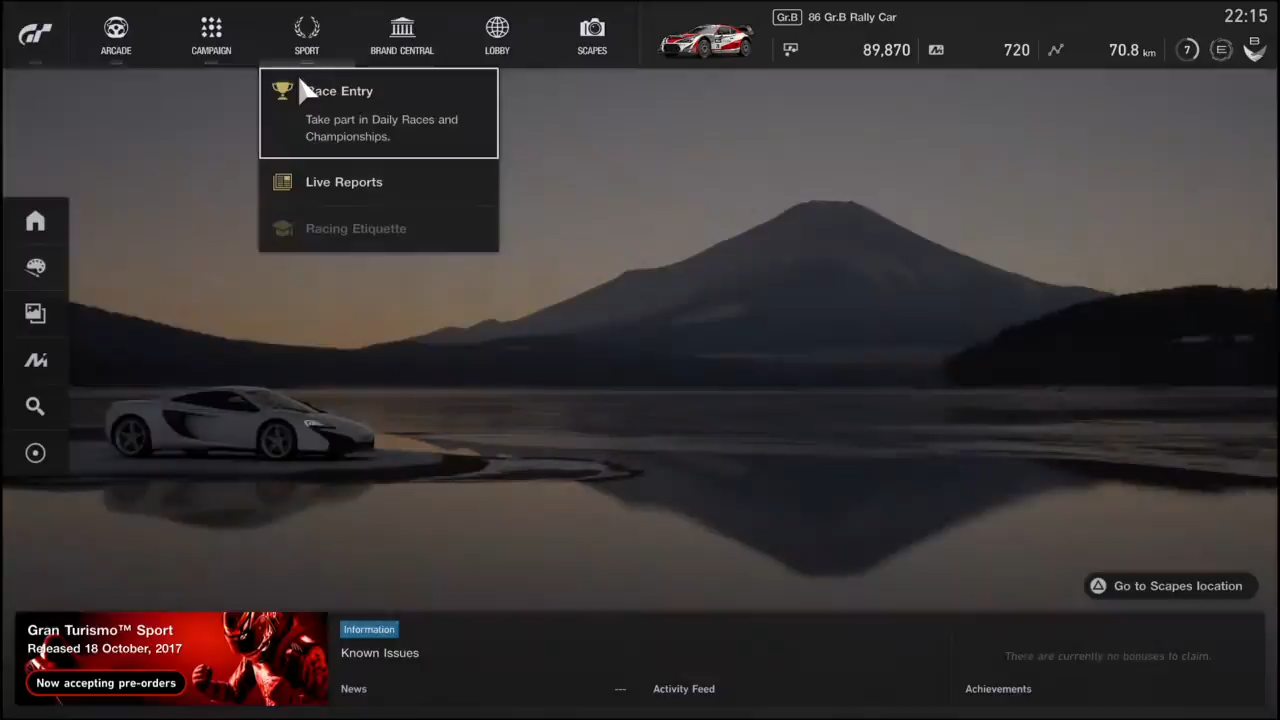 GT
ARCADE
CAMPAIGN
SPORT
BRAND CENTRAL
LOBBY
SCAPES
Gr.B 86 Gr.B Rally Car
22:15
89,870
720
70.8 km
7
E
B
Race Entry
Take part in Daily Races and
Championships.
Live Reports
Racing Etiquette
Go to Scapes location
Gran Turismo™ Sport
Released 18 October, 2017
Now accepting pre-orders
Information
Known Issues
There are currently no bonuses to claim.
News
---
Activity Feed
Achievements